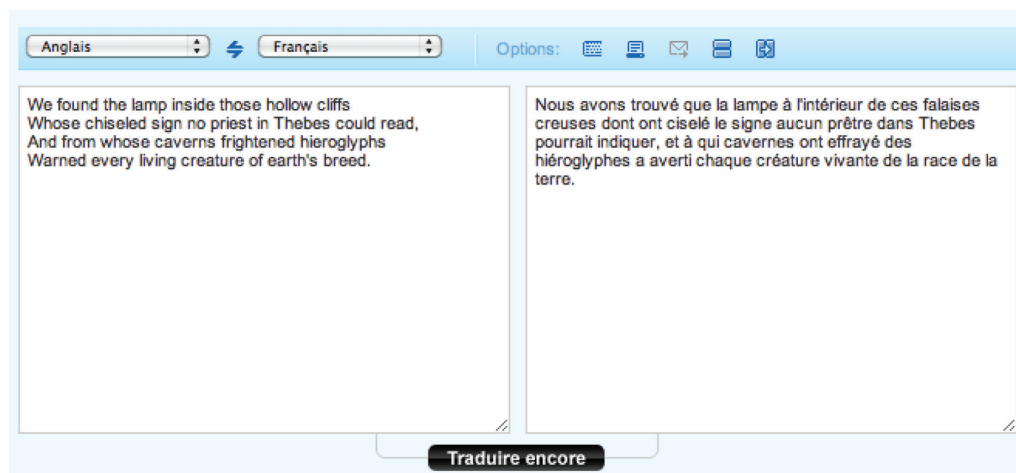 Anglais Français Options:
We found the lamp inside those hollow cliffs
Whose chiseled sign no priest in Thebes could read,
And from whose caverns frightened hieroglyphs
Warned every living creature of earth's breed.
Nous avons trouvé que la lampe à l'intérieur de ces falaises
creuses dont ont ciselé le signe aucun prêtre dans Thebes
pourrait indiquer, et à qui cavernes ont effrayé des
hiéroglyphes a averti chaque créature vivante de la race de la
terre.
Traduire encore